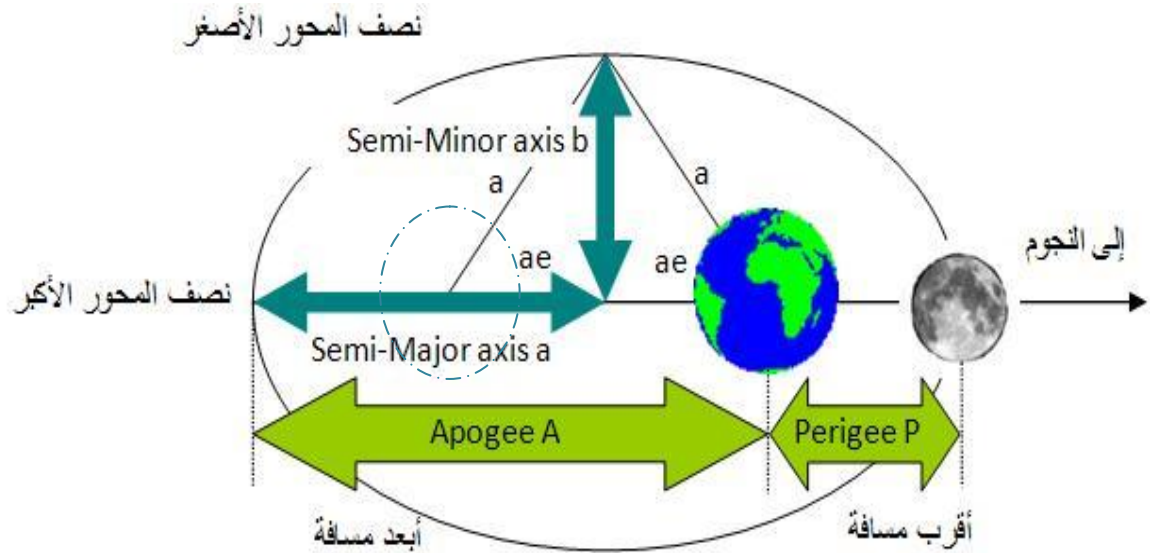 نصف المحور الأصغر
Semi-Minor axis b
a
a
ae
ae
إلى النجوم
نصف المحور الأكبر
Semi-Major axis a
Apogee A
Perigee P
أبعد مسافة
أقرب مسافة